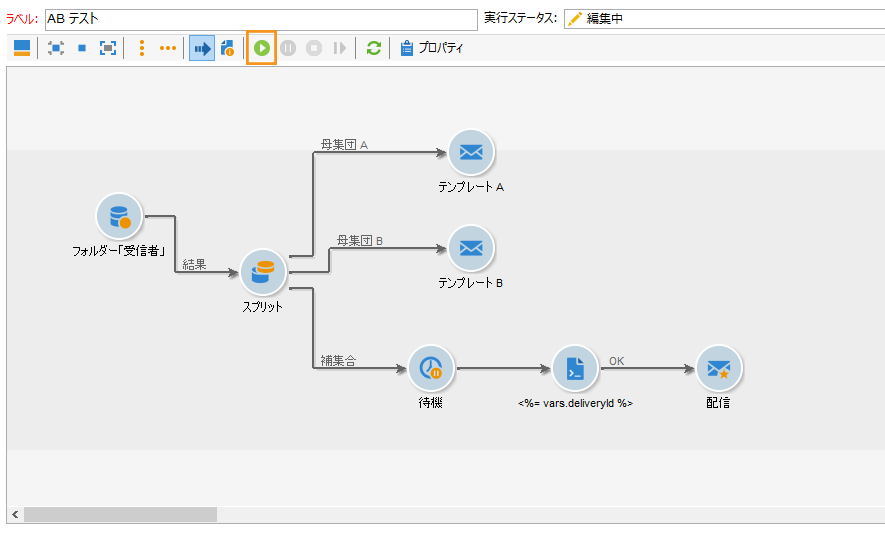 ラベル: AB テスト 実行ステータス: 編集中
プロパティ
母集団 A
テンプレート A
フォルダー「受信者」
結果
スプリット
母集団 B
テンプレート B
補集合
待機
<%= vars.deliveryId %>
OK
配信